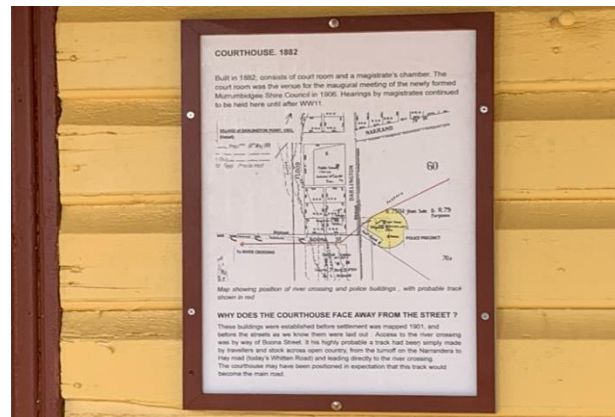 COURTHOUSE. 1882
Built in 1882, consists of court room and a magistrate's chamber. The
court room was the venue for the inaugural meeting of the newly formed
Murrumbidgee Shire Council in 1906. Hearings by magistrates continued
to be held here until after WW11.
NARRAND
60
BOONA
POLICE PRECINCT
To RIVER CROSSING
Map showing position of river crossing and police buildings, with probable track
shown in red
WHY DOES THE COURTHOUSE FACE AWAY FROM THE STREET ?
These buildings were established before settlement was mapped 1901, and
before the streets as we know them were laid out . Access to the river crossing
was by way of Boona Street. It his highly probable a track had been simply made
by travellers and stock across open country, from the turnoff on the Narrandera to
Hay road (today's Whitten Road) and leading directly to the river crossing.
The courthouse may have been positioned in expectation that this track would
become the main road.